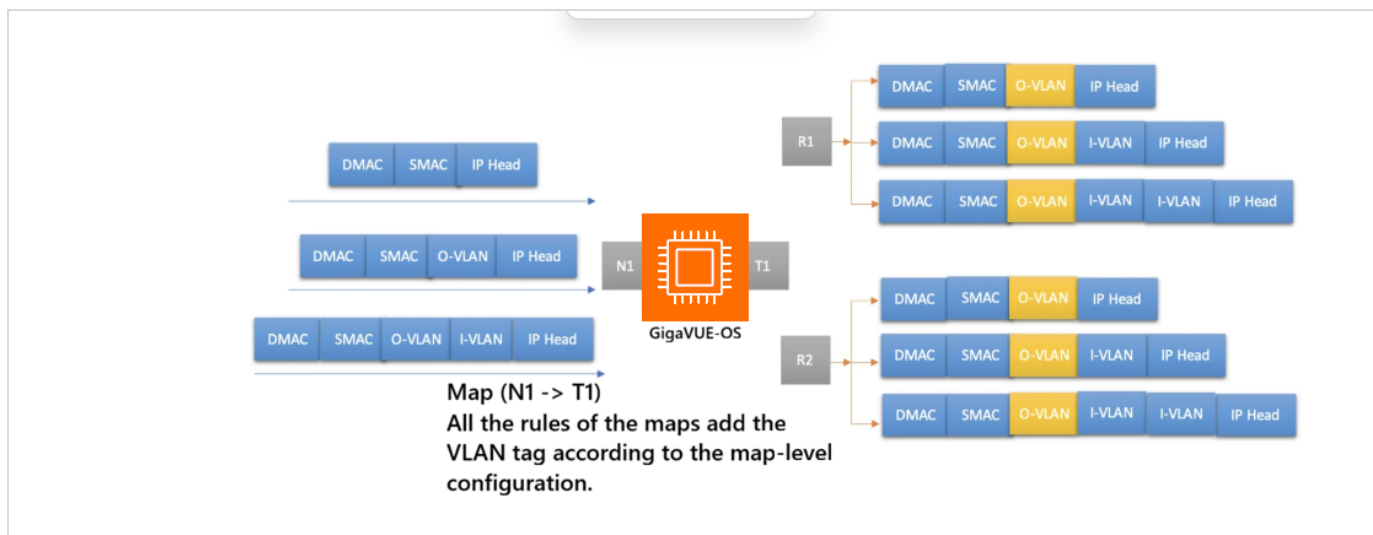 DMAC SMAC IP Head
DMAC SMAC O-VLAN IP Head
DMAC SMAC O-VLAN I-VLAN IP Head
N1
T1
GigaVUE-OS
Map (N1 -> T1)
All the rules of the maps add the
VLAN tag according to the map-level
configuration.
R1
DMAC SMAC O-VLAN IP Head
DMAC SMAC O-VLAN I-VLAN IP Head
DMAC SMAC O-VLAN I-VLAN I-VLAN IP Head
R2
DMAC SMAC O-VLAN IP Head
DMAC SMAC O-VLAN I-VLAN IP Head
DMAC SMAC O-VLAN I-VLAN I-VLAN IP Head